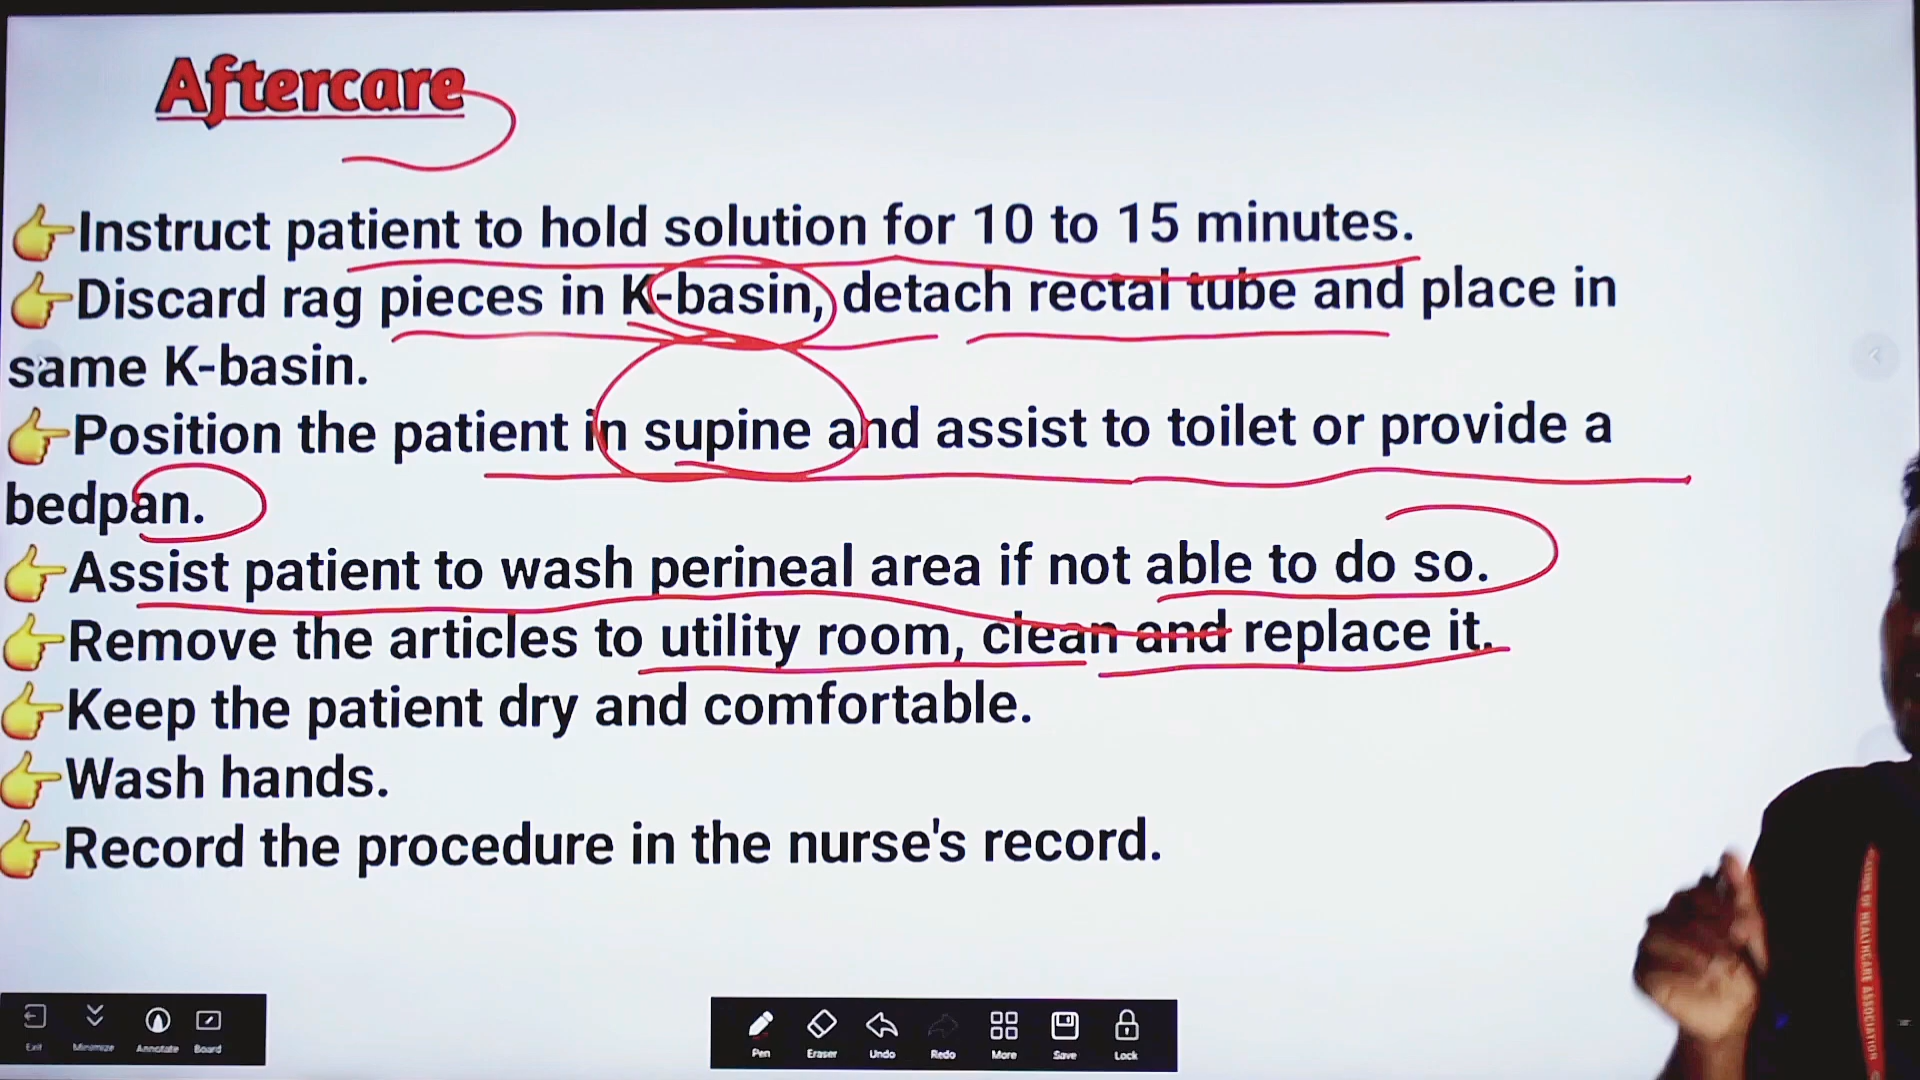 Aftercare
👉Instruct patient to hold solution for 10 to 15 minutes.
👉Discard rag pieces in K-basin, detach rectal tube and place in
same K-basin.
👉Position the patient in supine and assist to toilet or provide a
bedpan.
👉Assist patient to wash perineal area if not able to do so.
👉Remove the articles to utility room, clean and replace it.
👉Keep the patient dry and comfortable.
👉Wash hands.
👉Record the procedure in the nurse's record.
OF HEALTHCARE ASSOCIATION
Exit Minimize Annotate Board
Pen Eraser Undo Redo More Save Lock